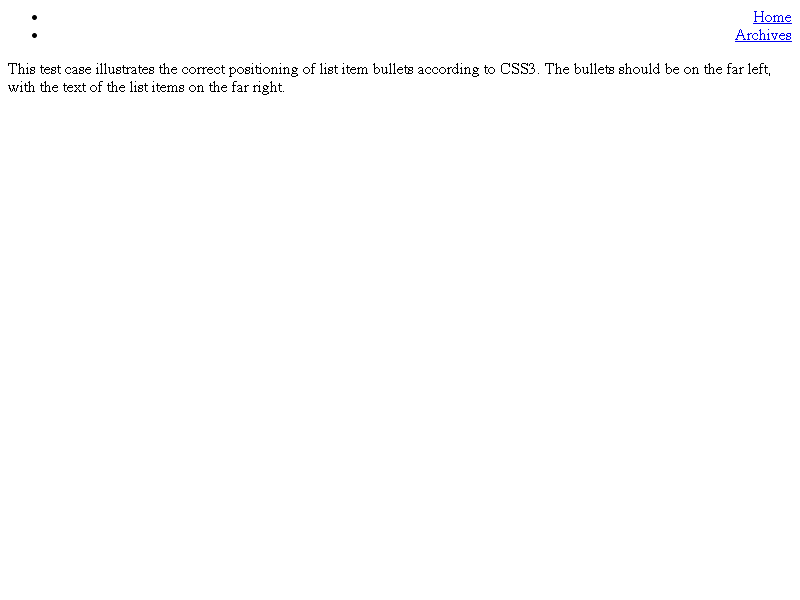 • Home
• Archives
This test case illustrates the correct positioning of list item bullets according to CSS3. The bullets should be on the far left,
with the text of the list items on the far right.